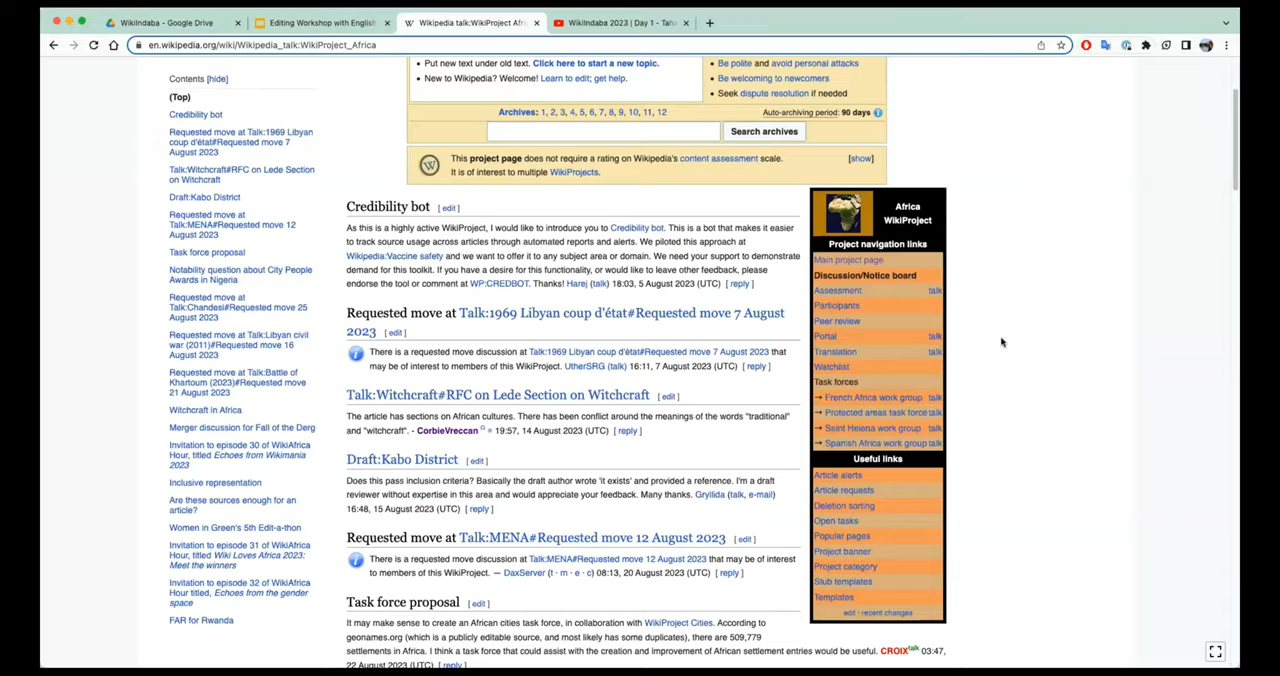 WikiIndaba - Google Drive
Editing Workshop with English
Wikipedia talk:WikiProject Afri
WikiIndaba 2023 | Day 1 - Taha
en.wikipedia.org/wiki/Wikipedia_talk:WikiProject_Africa
Contents [hide]
(Top)
Credibility bot
Requested move at Talk:1969 Libyan
coup d'état#Requested move 7
August 2023
Talk:Witchcraft#RFC on Lede Section
on Witchcraft
Draft:Kabo District
Requested move at
Talk:MENA#Requested move 12
August 2023
Task force proposal
Notability question about City People
Awards in Nigeria
Requested move at
Talk:Chandesi#Requested move 25
August 2023
Requested move at Talk:Libyan civil
war (2011)#Requested move 16
August 2023
Requested move at Talk:Battle of
Khartoum (2023)#Requested move
21 August 2023
Witchcraft in Africa
Merger discussion for Fall of the Derg
Invitation to episode 30 of WikiAfrica
Hour, titled Echoes from Wikimania
2023
Inclusive representation
Are these sources enough for an
article?
Women in Green's 5th Edit-a-thon
Invitation to episode 31 of WikiAfrica
Hour, titled Wiki Loves Africa 2023:
Meet the winners
Invitation to episode 32 of WikiAfrica
Hour, titled Echoes from the gender
space
FAR for Rwanda
• Put new text under old text. Click here to start a new topic.
• New to Wikipedia? Welcome! Learn to edit; get help.
• Be polite and avoid personal attacks
• Be welcoming to newcomers
• Seek dispute resolution if needed
Archives: 1, 2, 3, 4, 5, 6, 7, 8, 9, 10, 11, 12
Auto-archiving period: 90 days
Search archives
This project page does not require a rating on Wikipedia's content assessment scale.
[show]
It is of interest to multiple WikiProjects.
Credibility bot [ edit ]
As this is a highly active WikiProject, I would like to introduce you to Credibility bot. This is a bot that makes it easier
to track source usage across articles through automated reports and alerts. We piloted this approach at
Wikipedia:Vaccine safety and we want to offer it to any subject area or domain. We need your support to demonstrate
demand for this toolkit. If you have a desire for this functionality, or would like to leave other feedback, please
endorse the tool or comment at WP:CREDBOT. Thanks! Harej (talk) 18:03, 5 August 2023 (UTC) [ reply ]
Requested move at Talk:1969 Libyan coup d'état#Requested move 7 August
2023 [ edit ]
There is a requested move discussion at Talk:1969 Libyan coup d'état#Requested move 7 August 2023 that
may be of interest to members of this WikiProject. UtherSRG (talk) 16:11, 7 August 2023 (UTC) [ reply ]
Talk:Witchcraft#RFC on Lede Section on Witchcraft [ edit ]
The article has sections on African cultures. There has been conflict around the meanings of the words "traditional"
and "witchcraft". - CorbieVreccan 19:57, 14 August 2023 (UTC) [ reply ]
Draft:Kabo District [ edit ]
Does this pass inclusion criteria? Basically the draft author wrote 'it exists' and provided a reference. I'm a draft
reviewer without expertise in this area and would appreciate your feedback. Many thanks. Gryllida (talk, e-mail)
16:48, 15 August 2023 (UTC) [ reply ]
Requested move at Talk:MENA#Requested move 12 August 2023 [ edit ]
There is a requested move discussion at Talk:MENA#Requested move 12 August 2023 that may be of interest
to members of this WikiProject. — DaxServer (t · m · e · c) 08:13, 20 August 2023 (UTC) [ reply ]
Task force proposal [ edit ]
It may make sense to create an African cities task force, in collaboration with WikiProject Cities. According to
geonames.org (which is a publicly editable source, and most likely has some duplicates), there are 509,779
settlements in Africa. I think a task force that could assist with the creation and improvement of African settlement entries would be useful. CROIXtalk 03:47,
22 August 2023 (UTC) [ reply ]
Africa
WikiProject
Project navigation links
Main project page
Discussion/Notice board
Assessment talk
Participants
Peer review
Portal talk
Translation talk
Watchlist
Task forces
→ French Africa work group talk
→ Protected areas task force talk
→ Saint Helena work group talk
→ Spanish Africa work group talk
Useful links
Article alerts
Article requests
Deletion sorting
Open tasks
Popular pages
Project banner
Project category
Stub templates
Templates
edit · recent changes